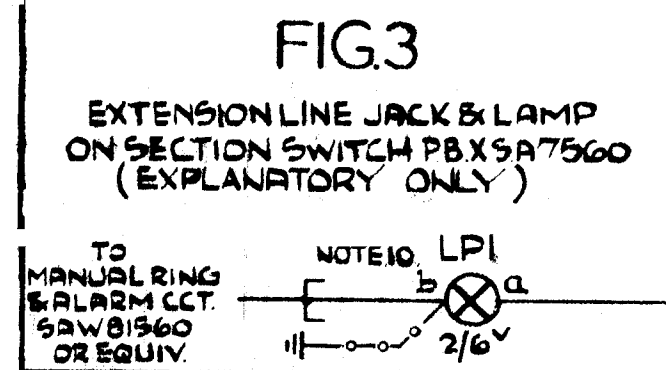 FIG.3
EXTENSION LINE JACK & LAMP
ON SECTION SWITCH P.B.X SA7560
(EXPLANATORY ONLY)
TO
MANUAL RING
& ALARM CCT.
SAW81560
OR EQUIV.
NOTE.10.
LP1
b
a
2/6V